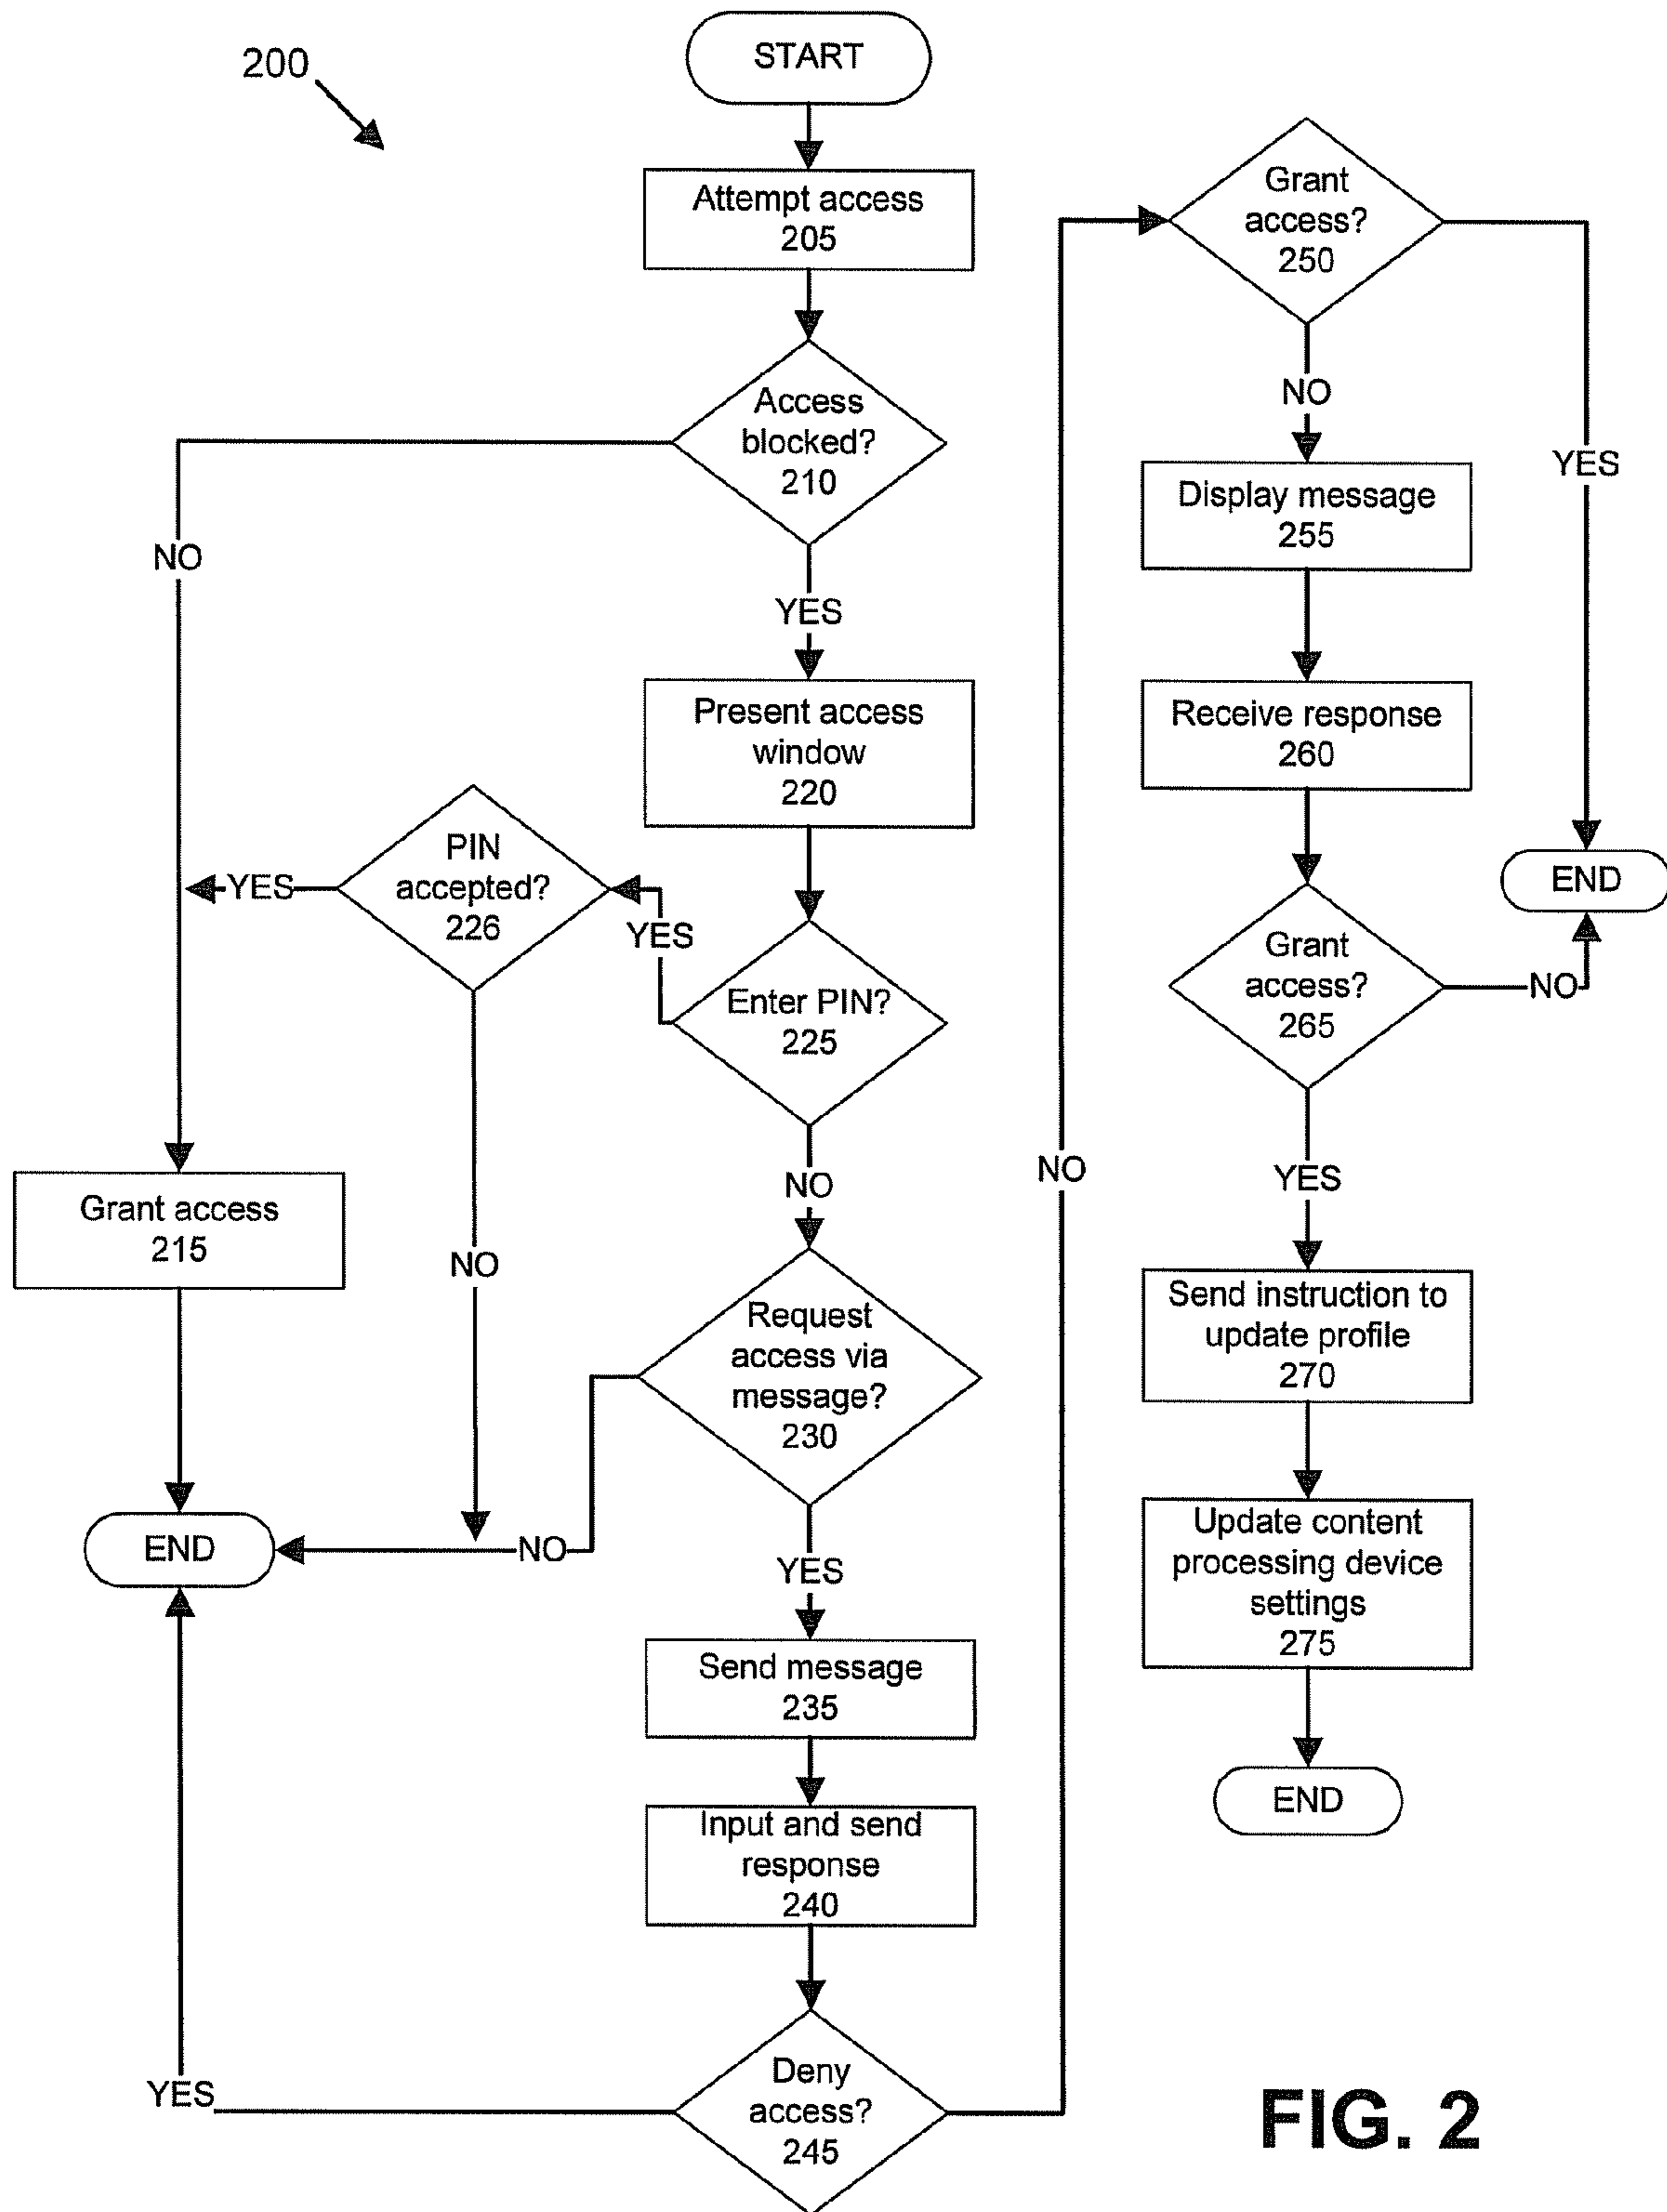 200
START
Attempt access
205
Access
blocked?
210
NO
YES
Present access
window
220
PIN
accepted?
226
YES
YES
Enter PIN?
225
NO
Grant access
215
NO
Request
access via
message?
230
END
NO
YES
Send message
235
Input and send
response
240
Deny
access?
245
YES
NO
Grant
access?
250
NO
YES
Display message
255
Receive response
260
END
Grant
access?
265
NO
YES
Send instruction to
update profile
270
Update content
processing device
settings
275
END
FIG. 2